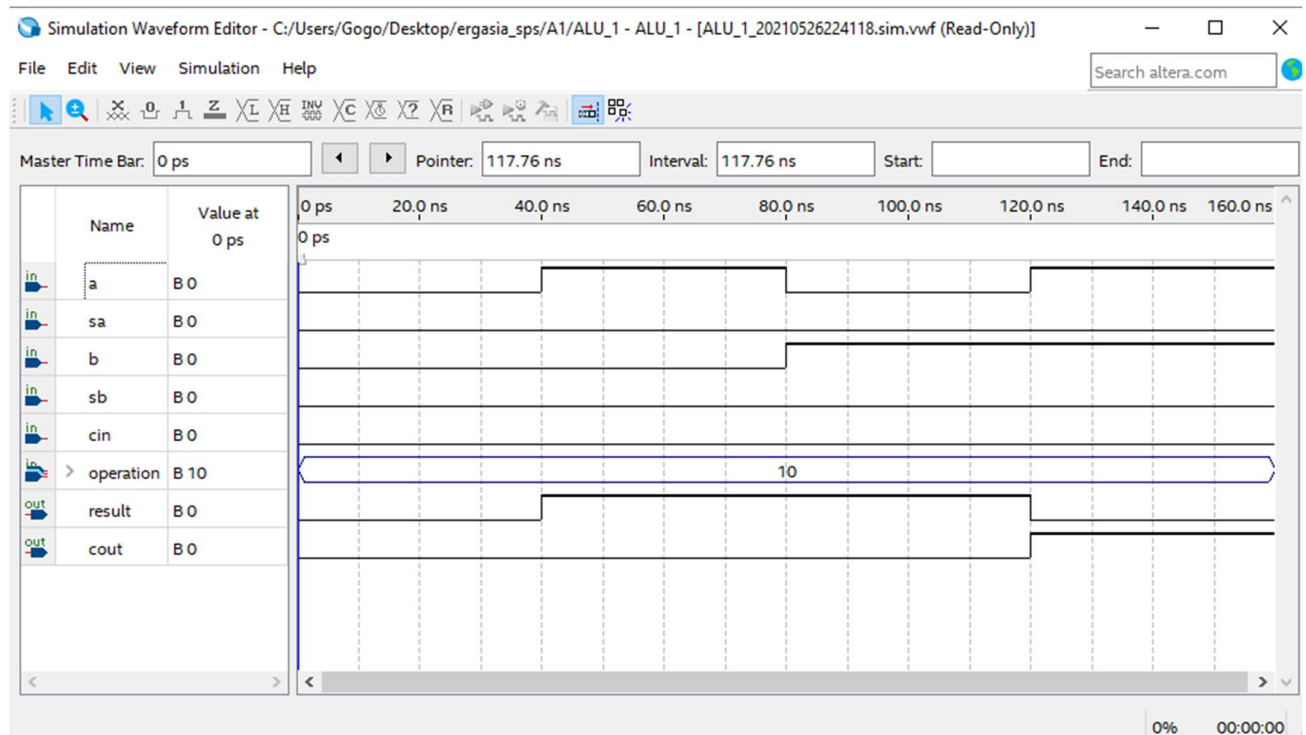 Simulation Waveform Editor - C:/Users/Gogo/Desktop/ergasia_sps/A1/ALU_1 - ALU_1 - [ALU_1_20210526224118.sim.vwf (Read-Only)]
File Edit View Simulation Help
Search altera.com
Master Time Bar: 0 ps Pointer: 117.76 ns Interval: 117.76 ns Start: End:
Name Value at 0 ps
0 ps 20.0 ns 40.0 ns 60.0 ns 80.0 ns 100.0 ns 120.0 ns 140.0 ns 160.0 ns
0 ps
in a B 0
in sa B 0
in b B 0
in sb B 0
in cin B 0
in > operation B 10 10
out result B 0
out cout B 0
0% 00:00:00